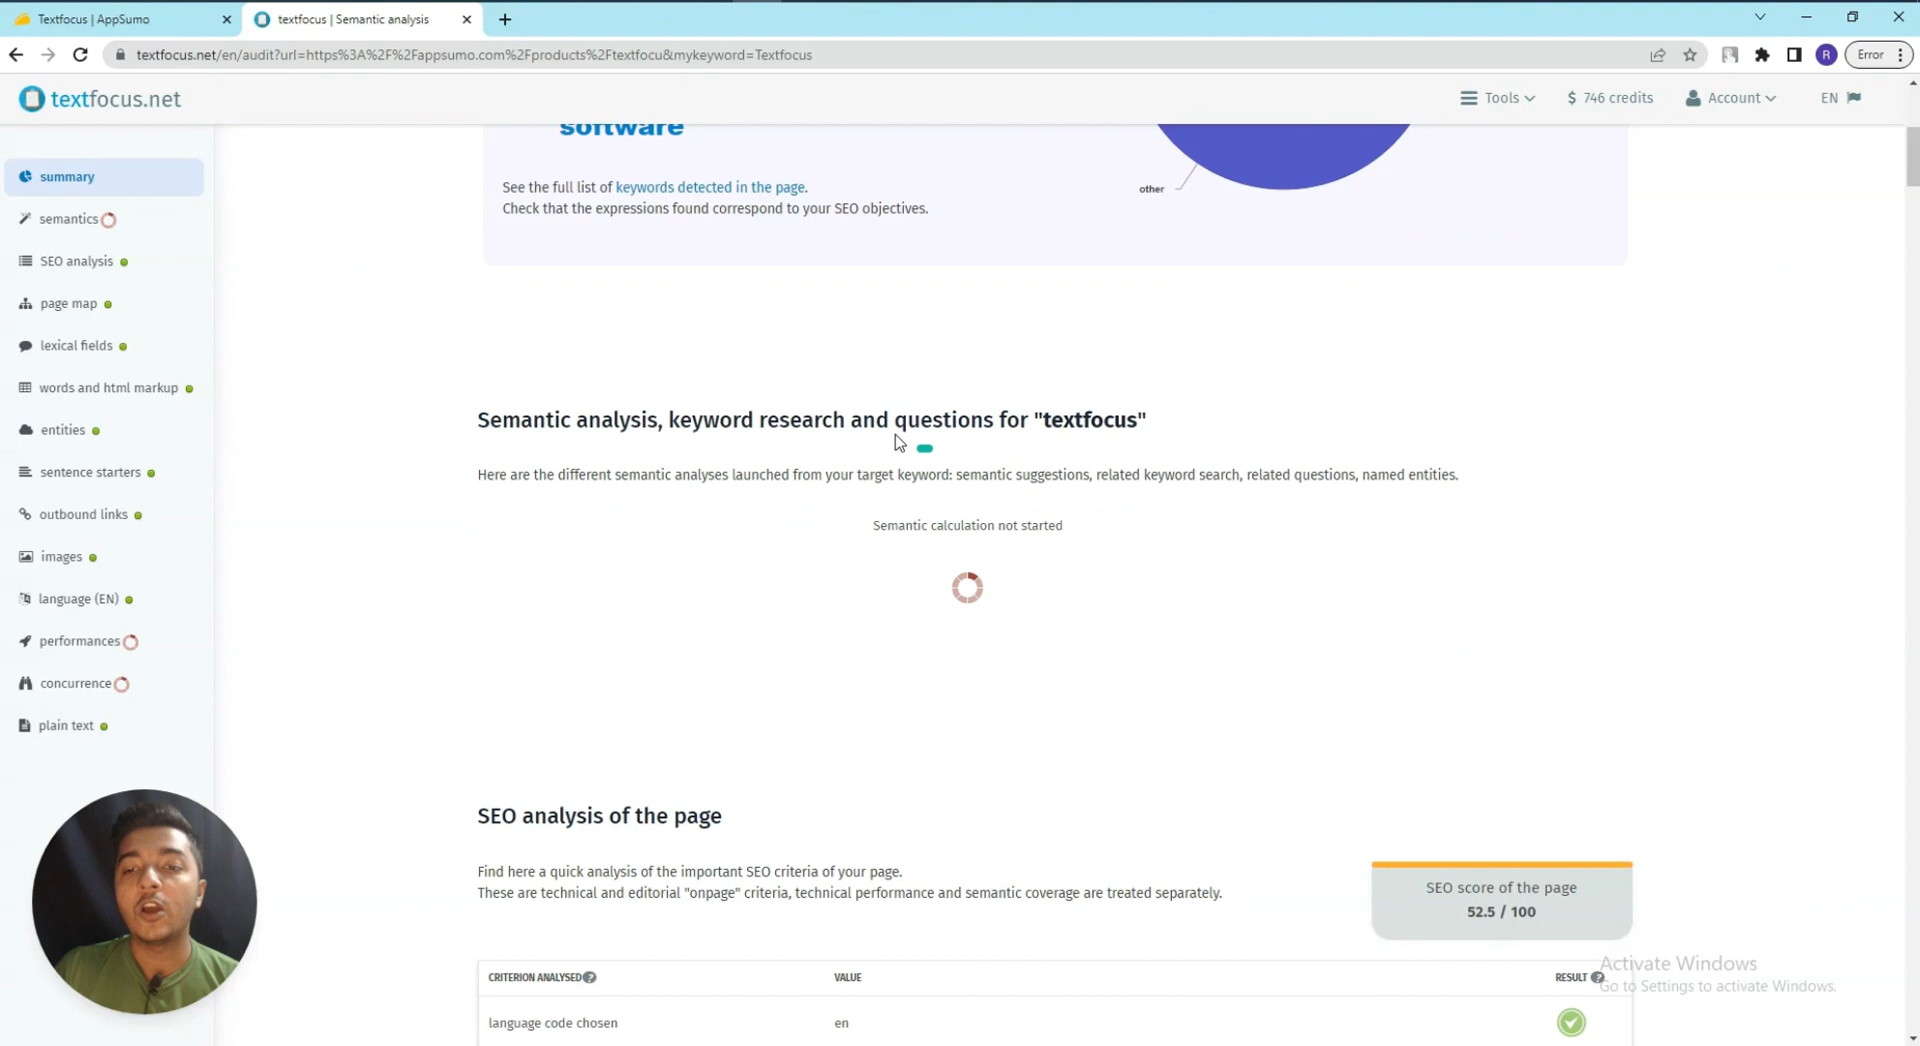 Textfocus | AppSumo
textfocus | Semantic analysis
textfocus.net/en/audit?url=https%3A%2F%2Fappsumo.com%2Fproducts%2Ftextfocu&mykeyword=Textfocus
R
Error
textfocus.net
Tools
$ 746 credits
Account
EN
software
summary
See the full list of keywords detected in the page.
other
Check that the expressions found correspond to your SEO objectives.
semantics
SEO analysis
page map
lexical fields
words and html markup
entities
sentence starters
outbound links
images
language (EN)
performances
concurrence
plain text
Semantic analysis, keyword research and questions for "textfocus"
Here are the different semantic analyses launched from your target keyword: semantic suggestions, related keyword search, related questions, named entities.
Semantic calculation not started
SEO analysis of the page
Find here a quick analysis of the important SEO criteria of your page.
These are technical and editorial "onpage" criteria, technical performance and semantic coverage are treated separately.
SEO score of the page
52.5 / 100
CRITERION ANALYSED ?
VALUE
RESULT ?
language code chosen
en
Activate Windows
Go to Settings to activate Windows.